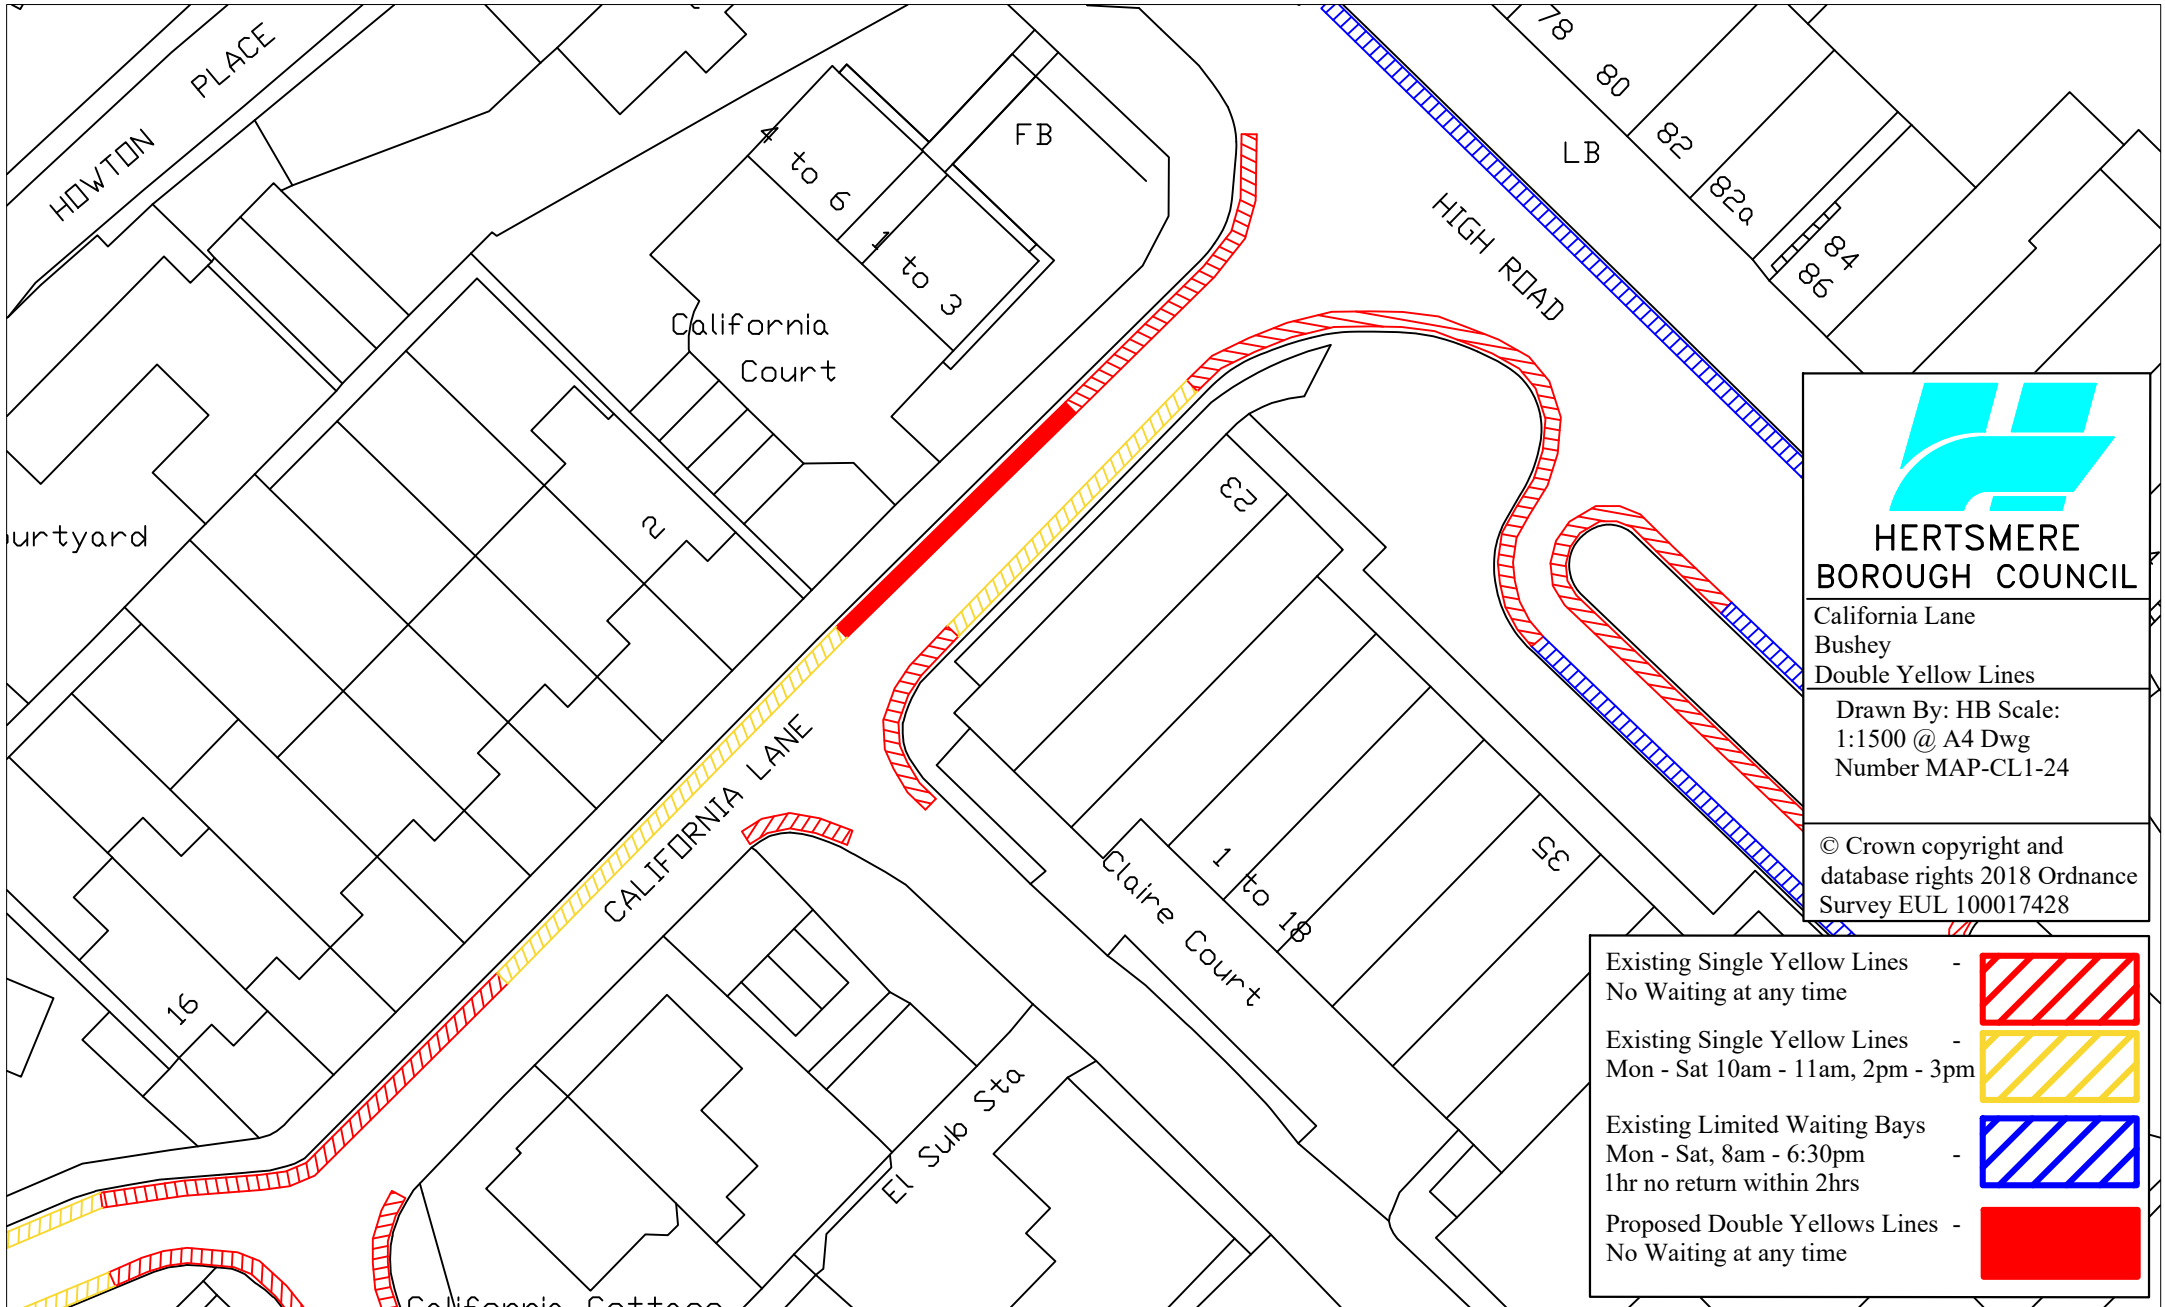 HOWTON PLACE
FB
4 to 6
1 to 3
California
Court
78
80
82
82a
84
86
LB
HIGH ROAD
urtyard
2
16
23
35
CALIFORNIA LANE
Claire Court
1 to 18
El Sub Sta
California Cottage
HERTSMERE
BOROUGH COUNCIL
California Lane
Bushey
Double Yellow Lines
Drawn By: HB Scale:
1:1500 @ A4 Dwg
Number MAP-CL1-24
© Crown copyright and
database rights 2018 Ordnance
Survey EUL 100017428
Existing Single Yellow Lines -
No Waiting at any time
Existing Single Yellow Lines -
Mon - Sat 10am - 11am, 2pm - 3pm
Existing Limited Waiting Bays
Mon - Sat, 8am - 6:30pm -
1hr no return within 2hrs
Proposed Double Yellows Lines -
No Waiting at any time